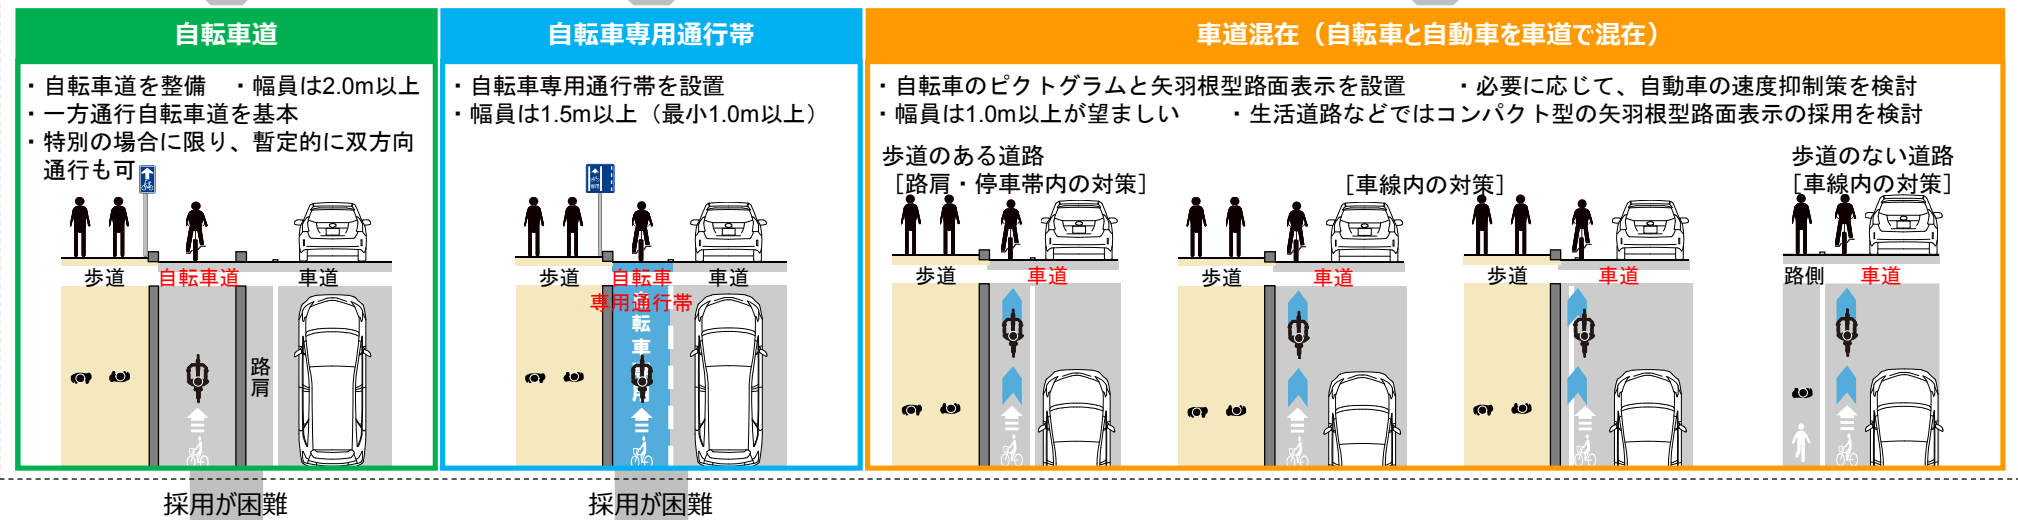 自転車道
・自転車道を整備　・幅員は2.0m以上
・一方通行自転車道を基本
・特別の場合に限り、暫定的に双方向
通行も可
歩道
自転車道
車道
路肩
採用が困難
自転車専用通行帯
・自転車専用通行帯を設置
・幅員は1.5m以上（最小1.0m以上）
歩道
自転車
専用通行帯
車道
転車用
採用が困難
車道混在（自転車と自動車を車道で混在）
・自転車のピクトグラムと矢羽根型路面表示を設置　・必要に応じて、自動車の速度抑制策を検討
・幅員は1.0m以上が望ましい　・生活道路などではコンパクト型の矢羽根型路面表示の採用を検討
歩道のある道路
［路肩・停車帯内の対策］
［車線内の対策］
歩道のない道路
［車線内の対策］
歩道
車道
歩道
車道
歩道
車道
路側
車道